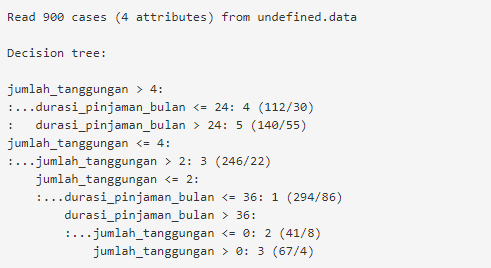 Read 900 cases (4 attributes) from undefined.data

Decision tree:

jumlah_tanggungan > 4:
:...durasi_pinjaman_bulan <= 24: 4 (112/30)
:   durasi_pinjaman_bulan > 24: 5 (140/55)
jumlah_tanggungan <= 4:
:...jumlah_tanggungan > 2: 3 (246/22)
    jumlah_tanggungan <= 2:
    :...durasi_pinjaman_bulan <= 36: 1 (294/86)
        durasi_pinjaman_bulan > 36:
        :...jumlah_tanggungan <= 0: 2 (41/8)
            jumlah_tanggungan > 0: 3 (67/4)